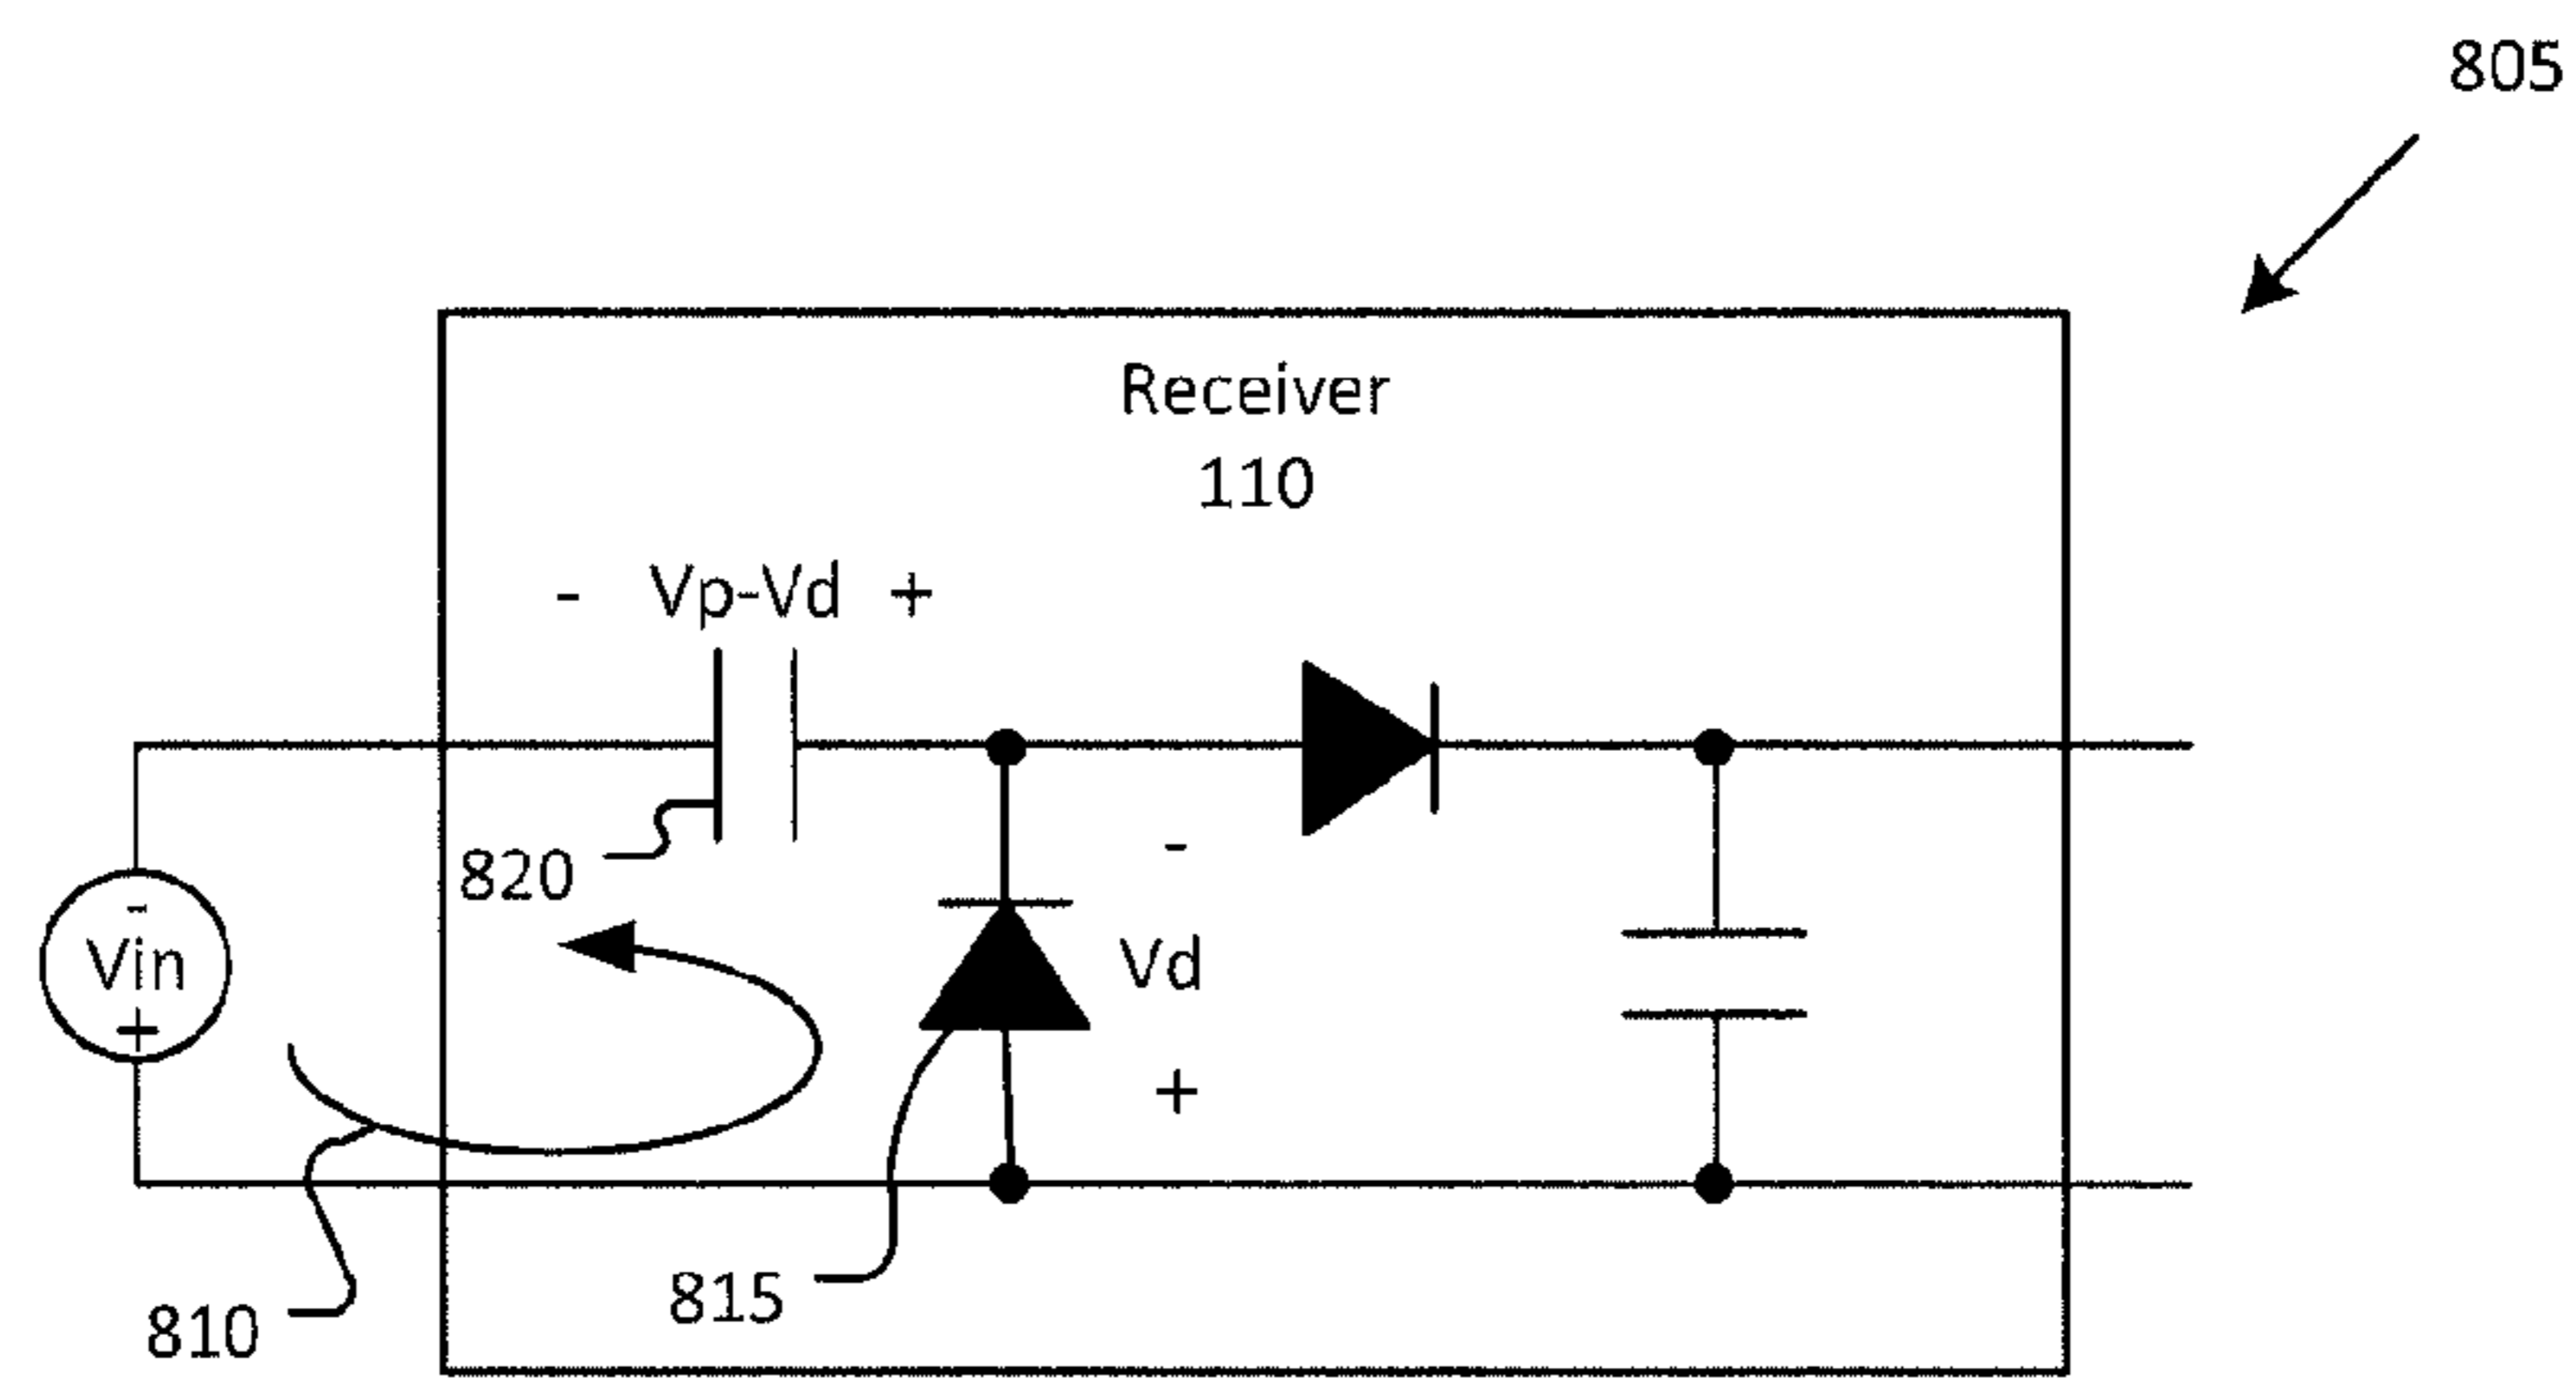 805
Receiver
110
- Vp-Vd +
820
-
Vin
+
-
Vd
+
815
810